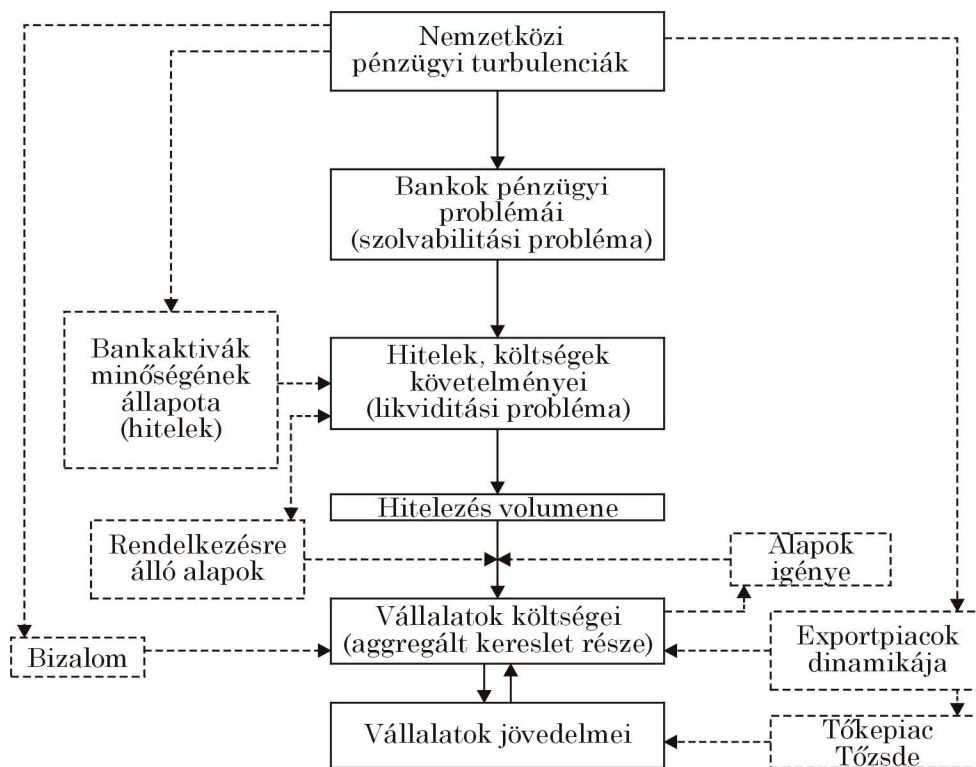 Nemzetközi
pénzügyi turbulenciák
Bankok pénzügyi
problémái
(szolvabilitási probléma)
Bankaktivák
minőségének
állapota
(hitelek)
Hitelek, költségek
követelményei
(likviditási probléma)
Hitelezés volumene
Rendelkezésre
álló alapok
Alapok
igénye
Vállalatok költségei
(aggregált kereslet része)
Bizalom
Exportpiacok
dinamikája
Vállalatok jövedelmei
Tőkepiac
Tőzsde